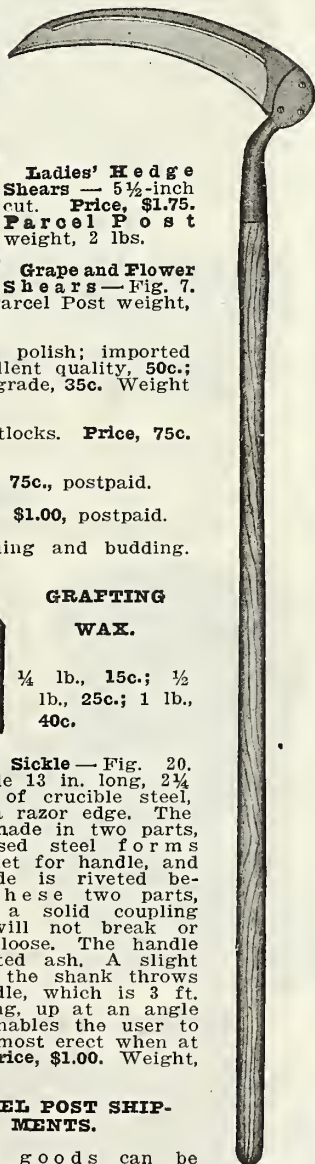 Ladies' Hedge
Shears — 5½-inch
cut. Price, $1.75.
Parcel Post
weight, 2 lbs.
Grape and Flower
Shears — Fig. 7.
arcel Post weight,
polish; imported
llent quality, 50c.;
grade, 35c. Weight
tlocks. Price, 75c.
75c., postpaid.
$1.00, postpaid.
ing and budding.
GRAFTING
WAX.
¼ lb., 15c.; ½
lb., 25c.; 1 lb.,
40c.
Sickle — Fig. 20.
le 13 in. long, 2¼
of crucible steel,
razor edge. The
made in two parts,
sed steel forms
et for handle, and
de is riveted be-
hese two parts,
a solid coupling
will not break or
loose. The handle
ted ash. A slight
the shank throws
dle, which is 3 ft.
ng, up at an angle
nables the user to
most erect when at
rice, $1.00. Weight,
EL POST SHIP-
MENTS.
goods can be